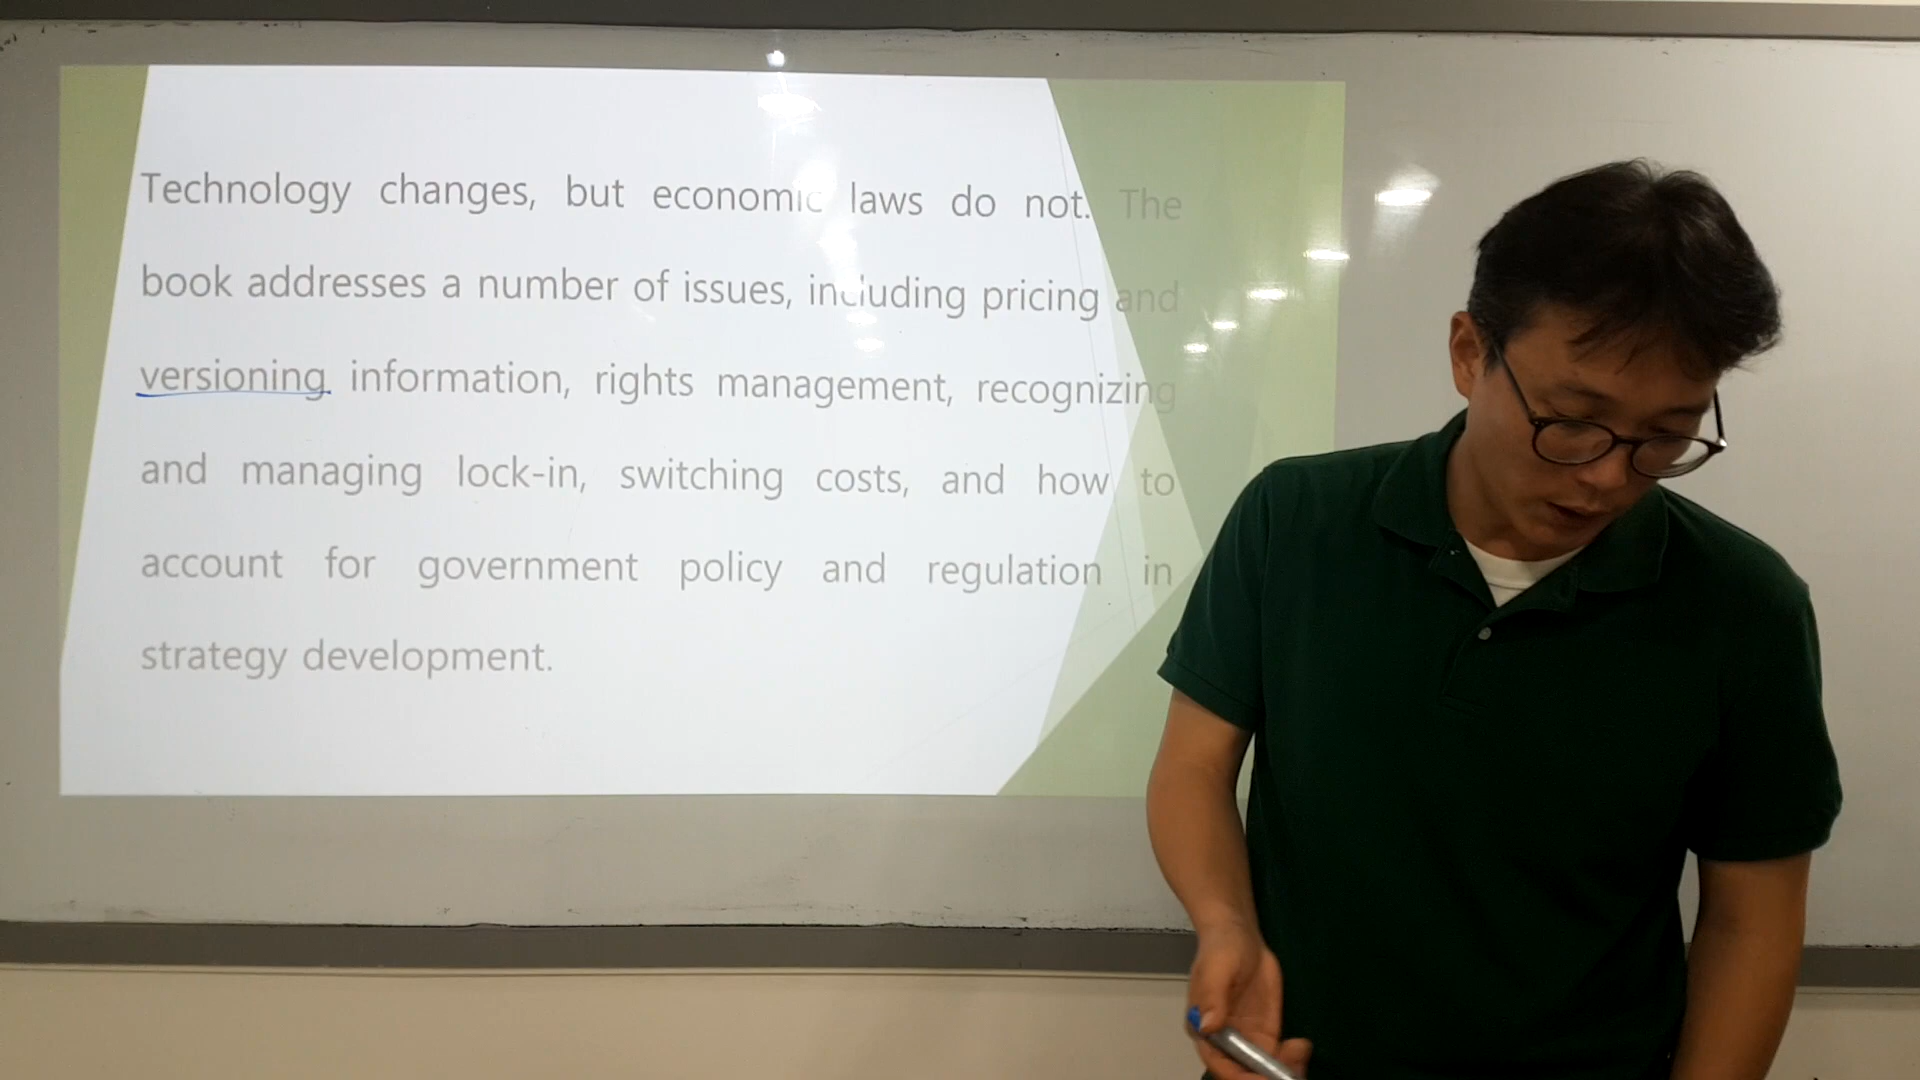 Technology changes, but economic laws do not. The
book addresses a number of issues, including pricing and
versioning information, rights management, recognizing
and managing lock-in, switching costs, and how to
account for government policy and regulation in
strategy development.